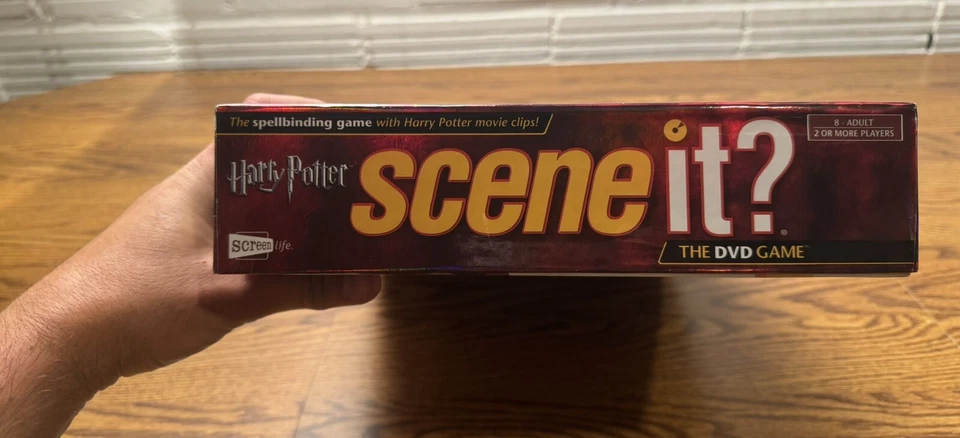 The spellbinding game with Harry Potter movie clips!
8 - ADULT
2 OR MORE PLAYERS
Harry Potter
scene it?
screenlife
THE DVD GAME